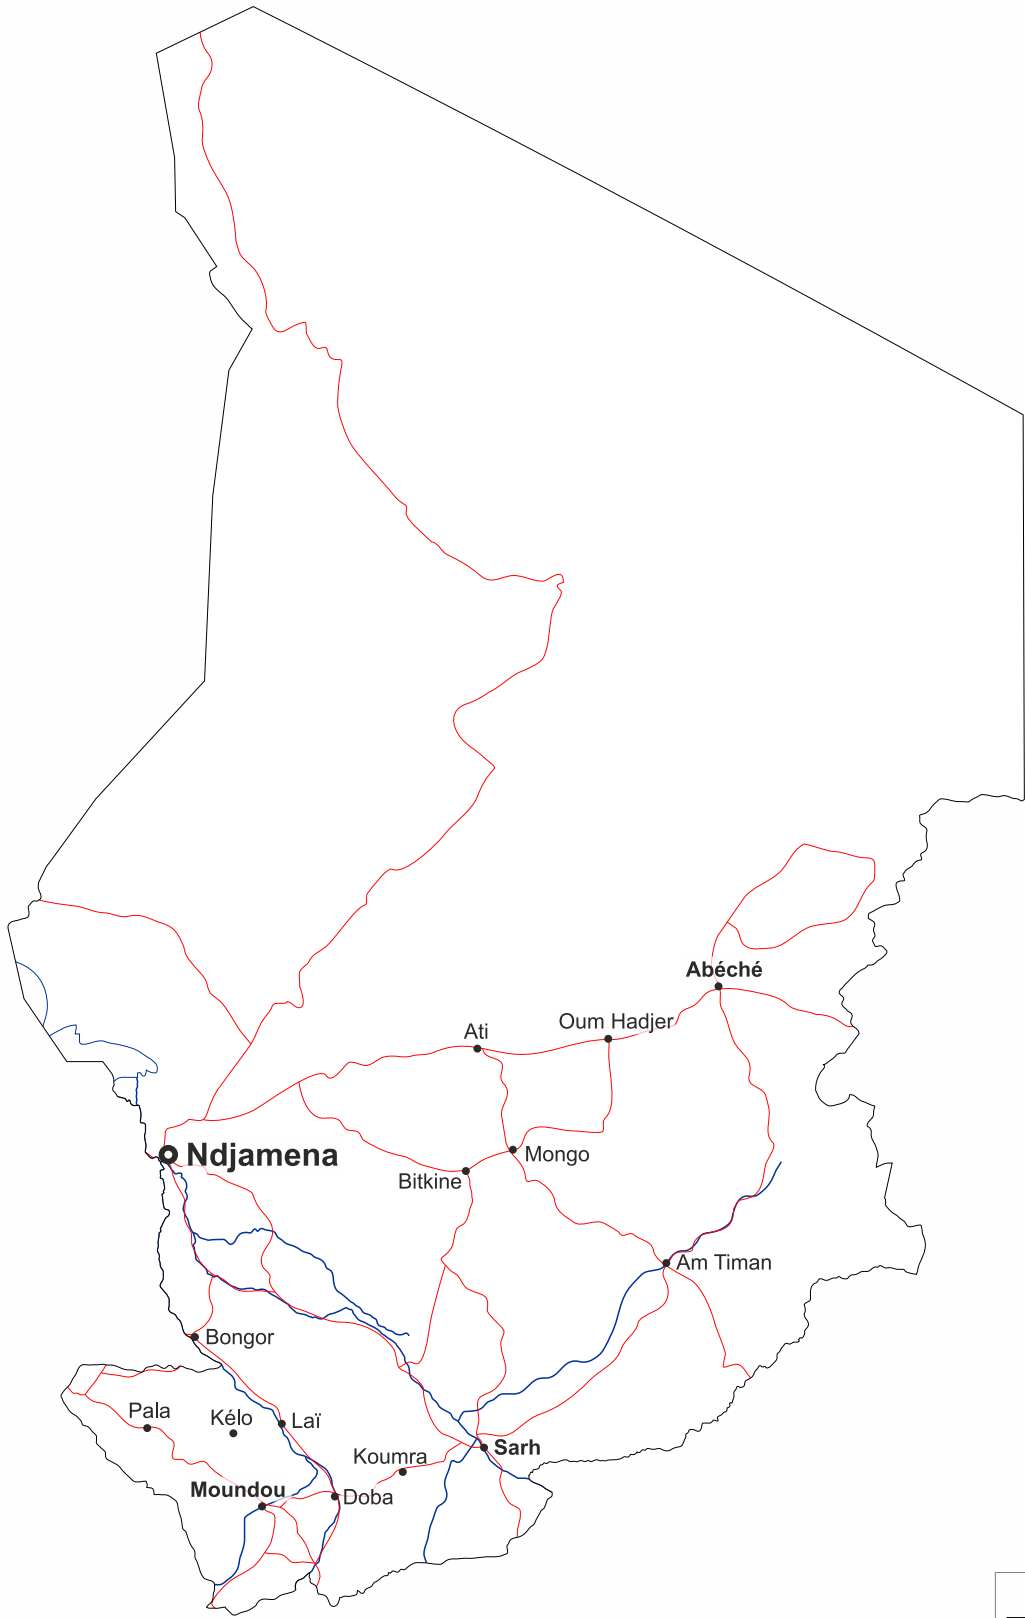 Abéché
Oum Hadjer
Ati
Ndjamena
Mongo
Bitkine
Am Timan
Bongor
Pala
Kélo
Laï
Sarh
Koumra
Moundou
Doba